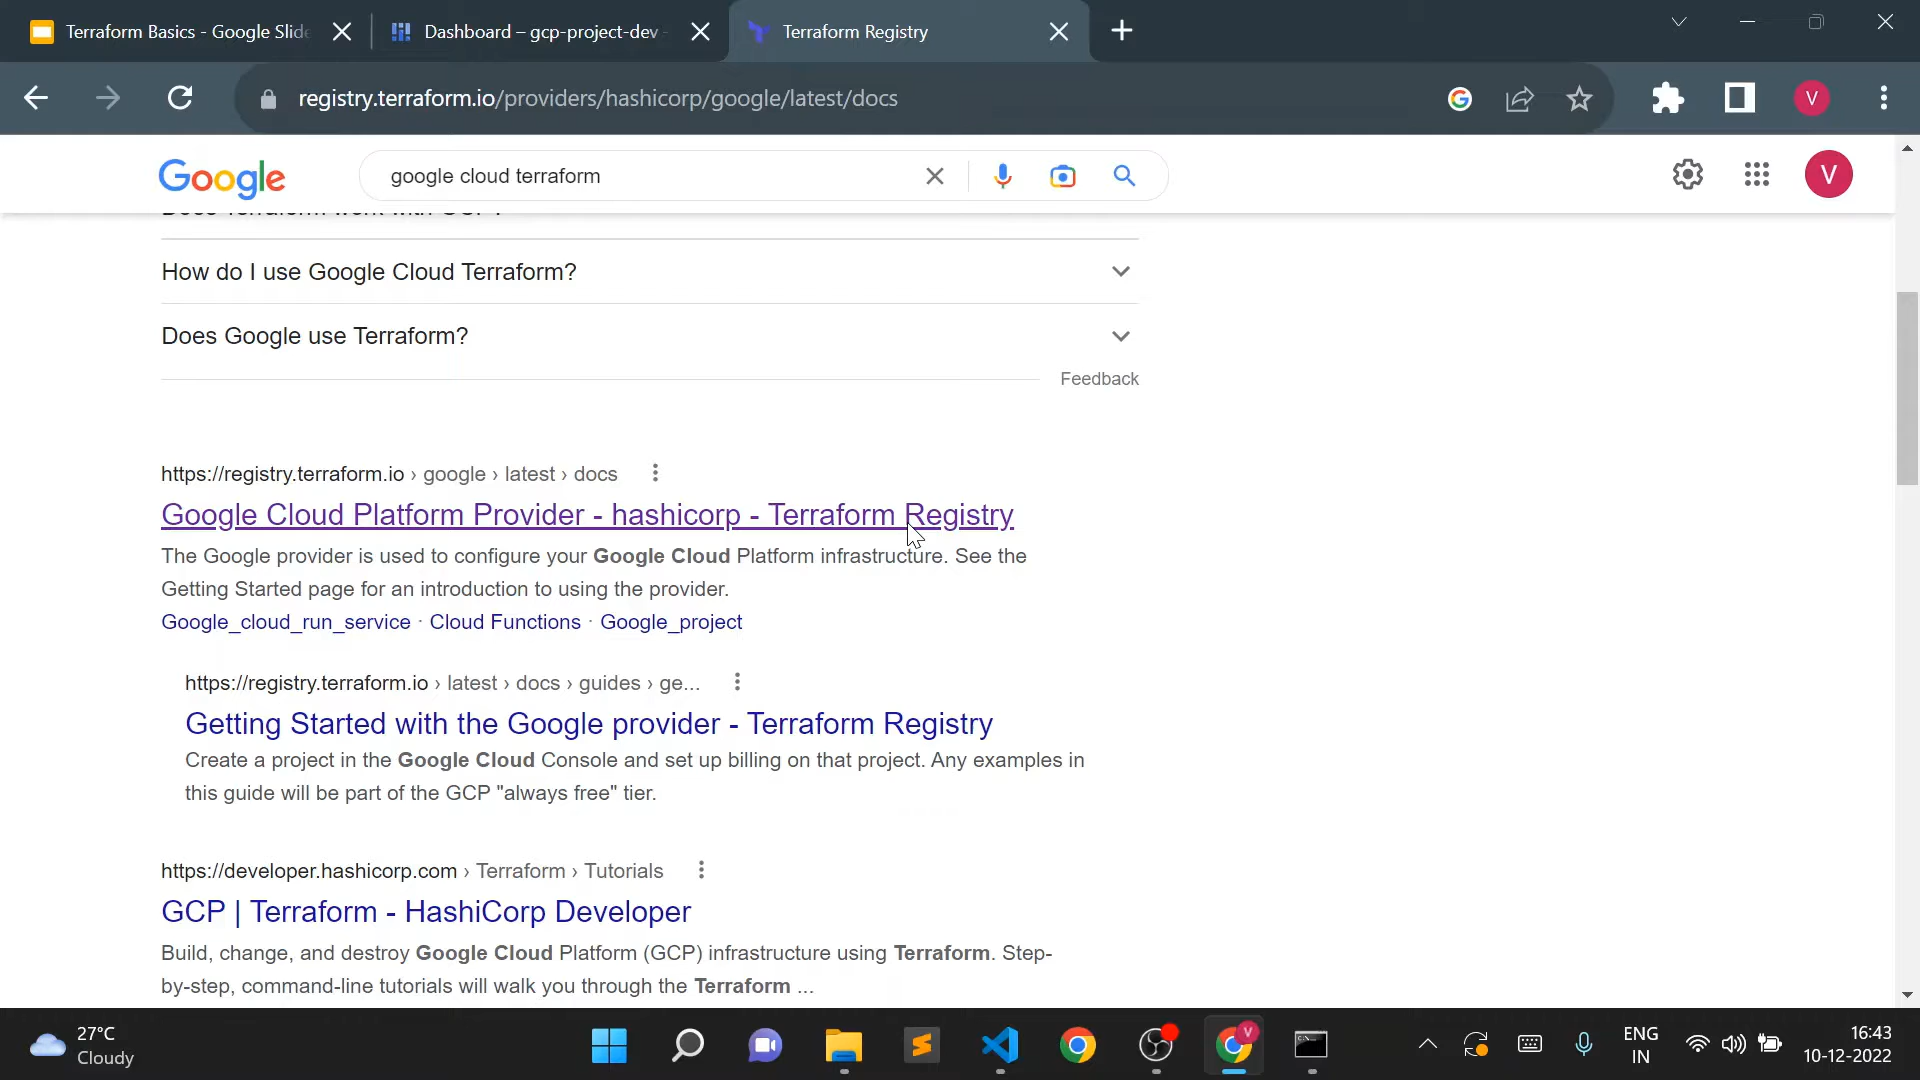 Terraform Basics - Google Slide
Dashboard – gcp-project-dev -
Terraform Registry
registry.terraform.io/providers/hashicorp/google/latest/docs
V
Google
google cloud terraform
V
Does Terraform work with GCP?
How do I use Google Cloud Terraform?
Does Google use Terraform?
Feedback
https://registry.terraform.io › google › latest › docs
Google Cloud Platform Provider - hashicorp - Terraform Registry
The Google provider is used to configure your Google Cloud Platform infrastructure. See the
Getting Started page for an introduction to using the provider.
Google_cloud_run_service · Cloud Functions · Google_project
https://registry.terraform.io › latest › docs › guides › ge...
Getting Started with the Google provider - Terraform Registry
Create a project in the Google Cloud Console and set up billing on that project. Any examples in
this guide will be part of the GCP "always free" tier.
https://developer.hashicorp.com › Terraform › Tutorials
GCP | Terraform - HashiCorp Developer
Build, change, and destroy Google Cloud Platform (GCP) infrastructure using Terraform. Step-
by-step, command-line tutorials will walk you through the Terraform ...
27°C
Cloudy
V
ENG
IN
16:43
10-12-2022